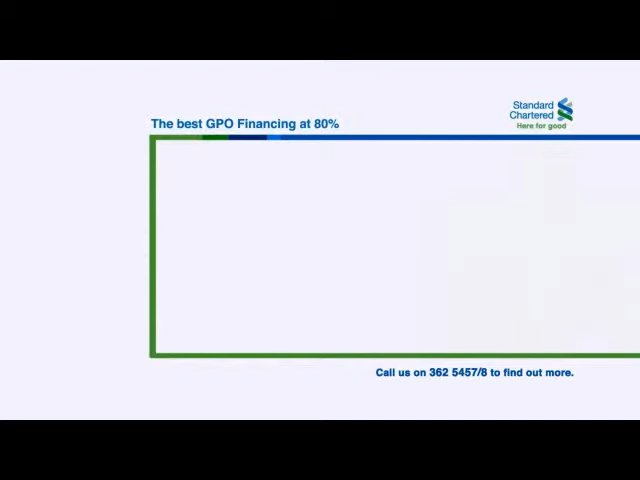 The best GPO Financing at 80%
Standard
Chartered
Here for good
Call us on 362 5457/8 to find out more.